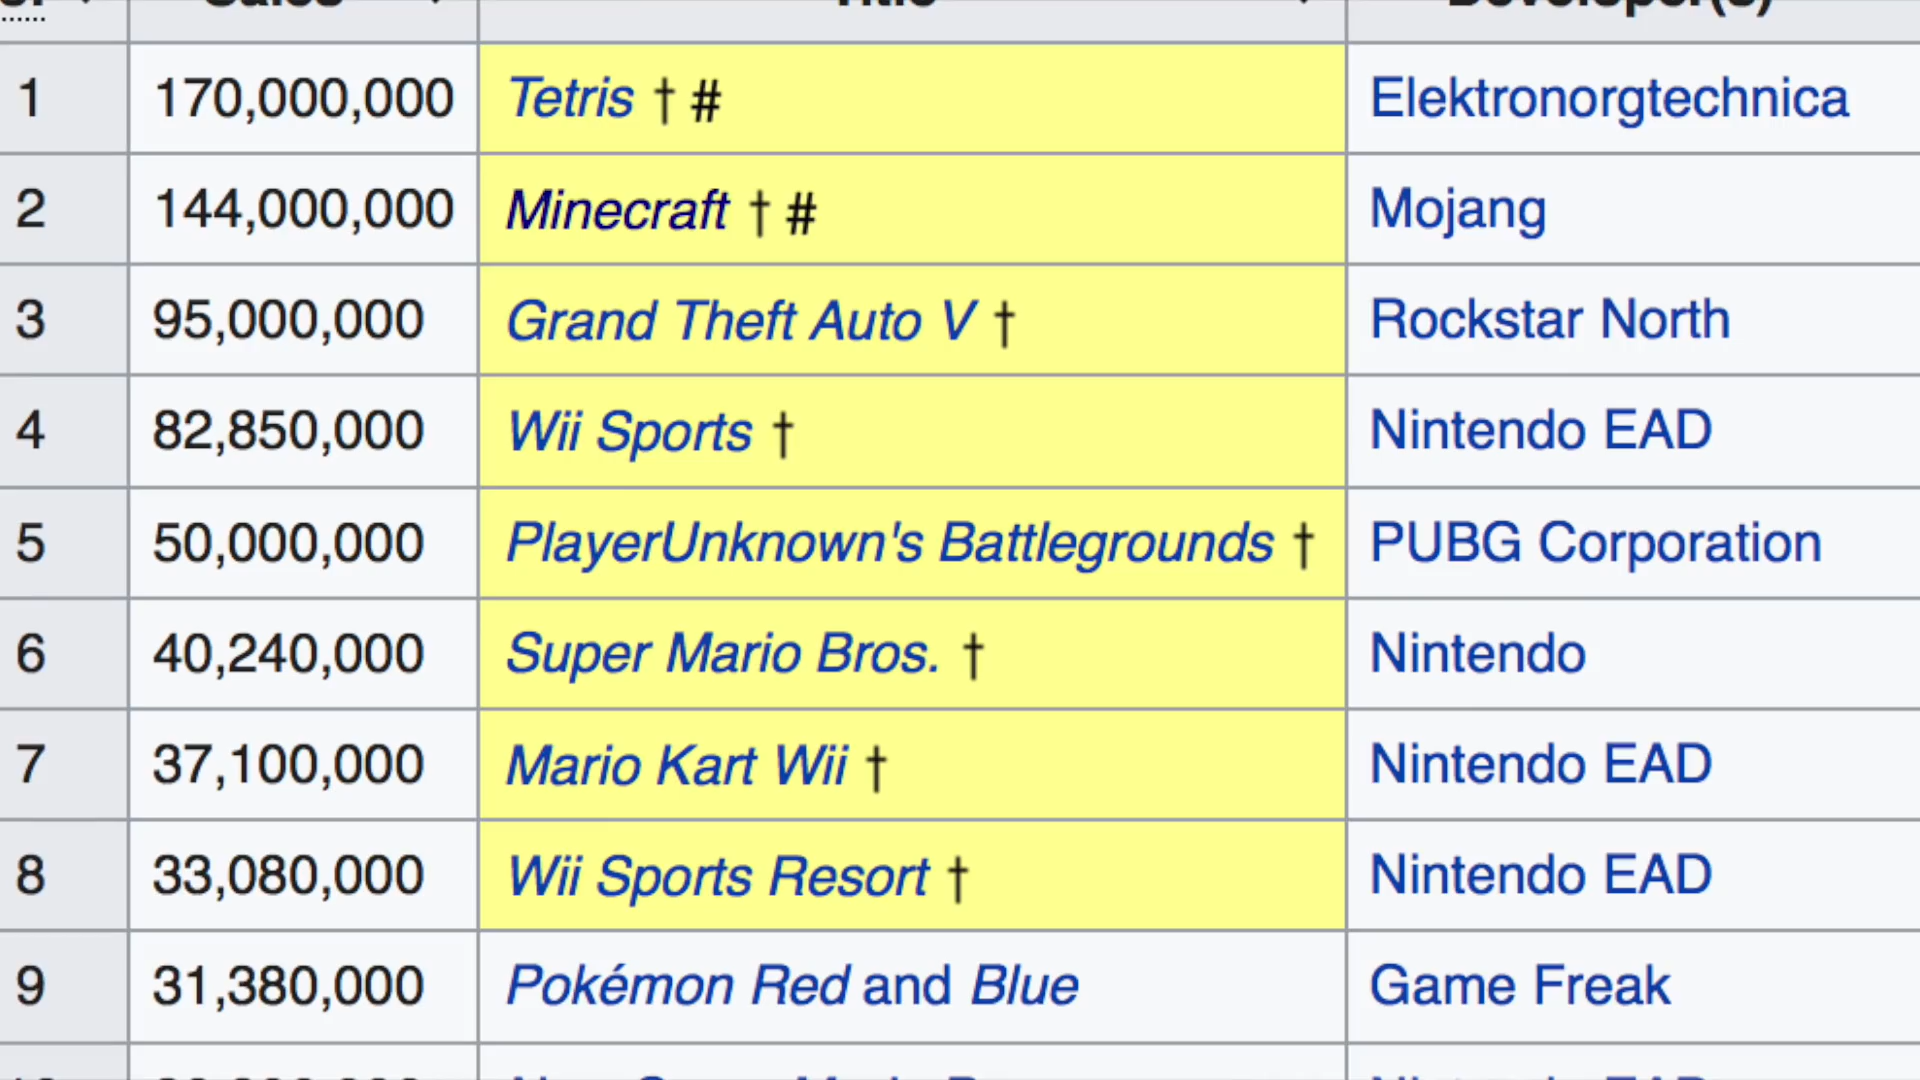 Sales Title Developer(s)
1 170,000,000 Tetris † # Elektronorgtechnica
2 144,000,000 Minecraft † # Mojang
3 95,000,000 Grand Theft Auto V † Rockstar North
4 82,850,000 Wii Sports † Nintendo EAD
5 50,000,000 PlayerUnknown's Battlegrounds † PUBG Corporation
6 40,240,000 Super Mario Bros. † Nintendo
7 37,100,000 Mario Kart Wii † Nintendo EAD
8 33,080,000 Wii Sports Resort † Nintendo EAD
9 31,380,000 Pokémon Red and Blue Game Freak